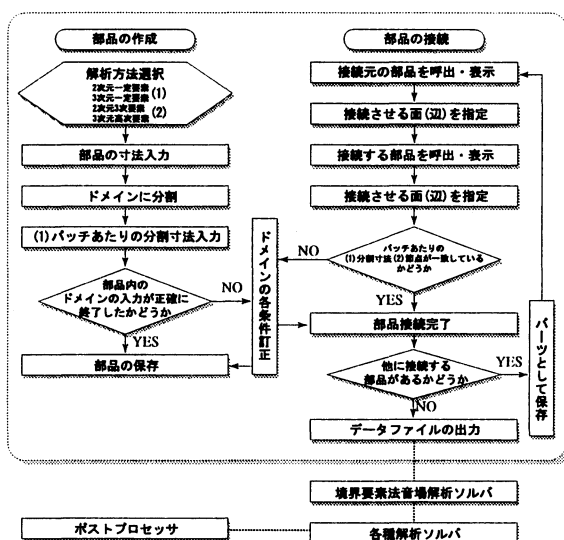 部品の作成
解析方法選択
2次元一定要素
3次元一定要素
(1)
2次元3次要素
3次元高次要素
(2)
部品の寸法入力
ドメインに分割
(1)パッチあたりの分割寸法入力
部品内の
ドメインの入力が正確に
終了したかどうか
NO
YES
部品の保存
ドメインの各条件訂正
部品の接続
接続元の部品を呼出・表示
接続させる面(辺)を指定
接続する部品を呼出・表示
接続させる面(辺)を指定
パッチあたりの
(1)分割寸法(2)節点が一致している
かどうか
NO
YES
部品接続完了
他に接続する
部品があるかどうか
YES
NO
パーツとして保存
データファイルの出力
境界要素法音場解析ソルバ
ポストプロセッサ
各種解析ソルバ